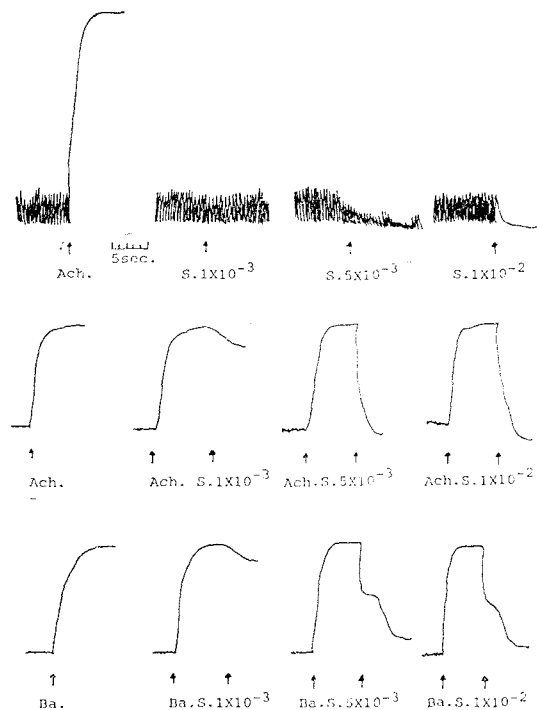 5sec.
Ach. S.1X10⁻³ S.5X10⁻³ S.1X10⁻²
Ach. Ach. S.1X10⁻³ Ach.S.5X10⁻³ Ach.S.1X10⁻²
Ba. Ba.S.1X10⁻³ Ba.S.5X10⁻³ Ba.S.1X10⁻²